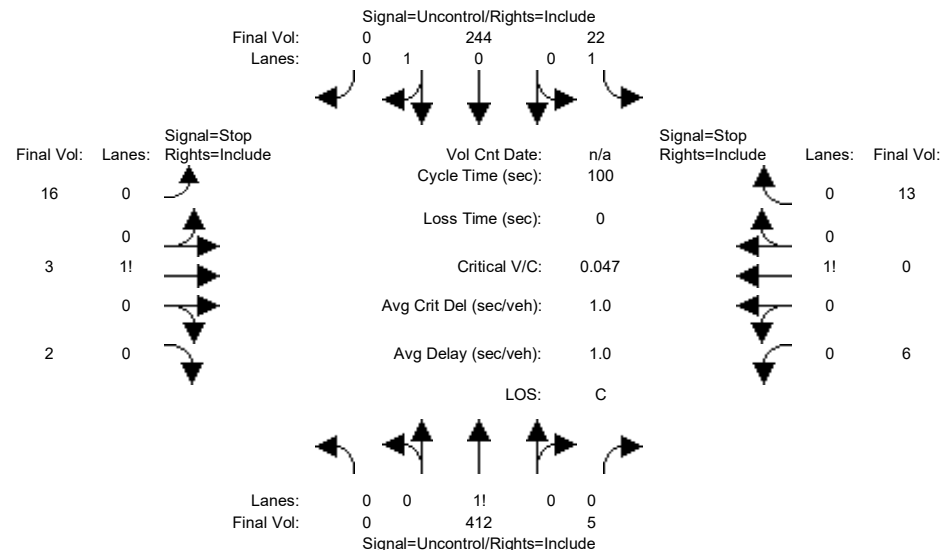 Signal=Uncontrol/Rights=Include
Final Vol: 0 244 22
Lanes: 0 1 0 0 1
Signal=Stop Signal=Stop
Final Vol: Lanes: Rights=Include Vol Cnt Date: n/a Rights=Include Lanes: Final Vol:
Cycle Time (sec): 100
16 0 0 13
Loss Time (sec): 0
0 0
3 1! Critical V/C: 0.047 1! 0
0 Avg Crit Del (sec/veh): 1.0 0
2 0 Avg Delay (sec/veh): 1.0 0 6
LOS: C
Lanes: 0 0 1! 0 0
Final Vol: 0 412 5
Signal=Uncontrol/Rights=Include